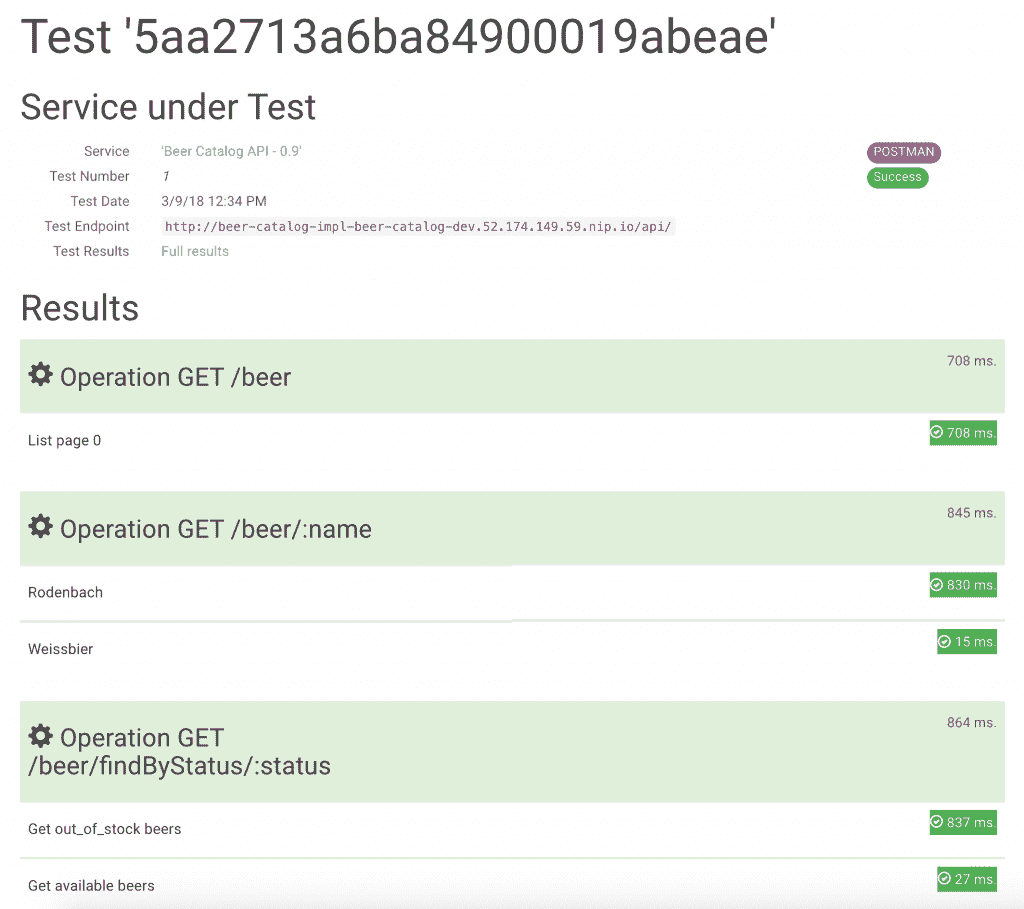 Test '5aa2713a6ba84900019abeae'
Service under Test
Service 'Beer Catalog API - 0.9' POSTMAN
Test Number 1 Success
Test Date 3/9/18 12:34 PM
Test Endpoint http://beer-catalog-impl-beer-catalog-dev.52.174.149.59.nip.io/api/
Test Results Full results
Results
Operation GET /beer 708 ms.
List page 0 708 ms.
Operation GET /beer/:name 845 ms.
Rodenbach 830 ms.
Weissbier 15 ms.
Operation GET 864 ms.
/beer/findByStatus/:status
Get out_of_stock beers 837 ms.
Get available beers 27 ms.